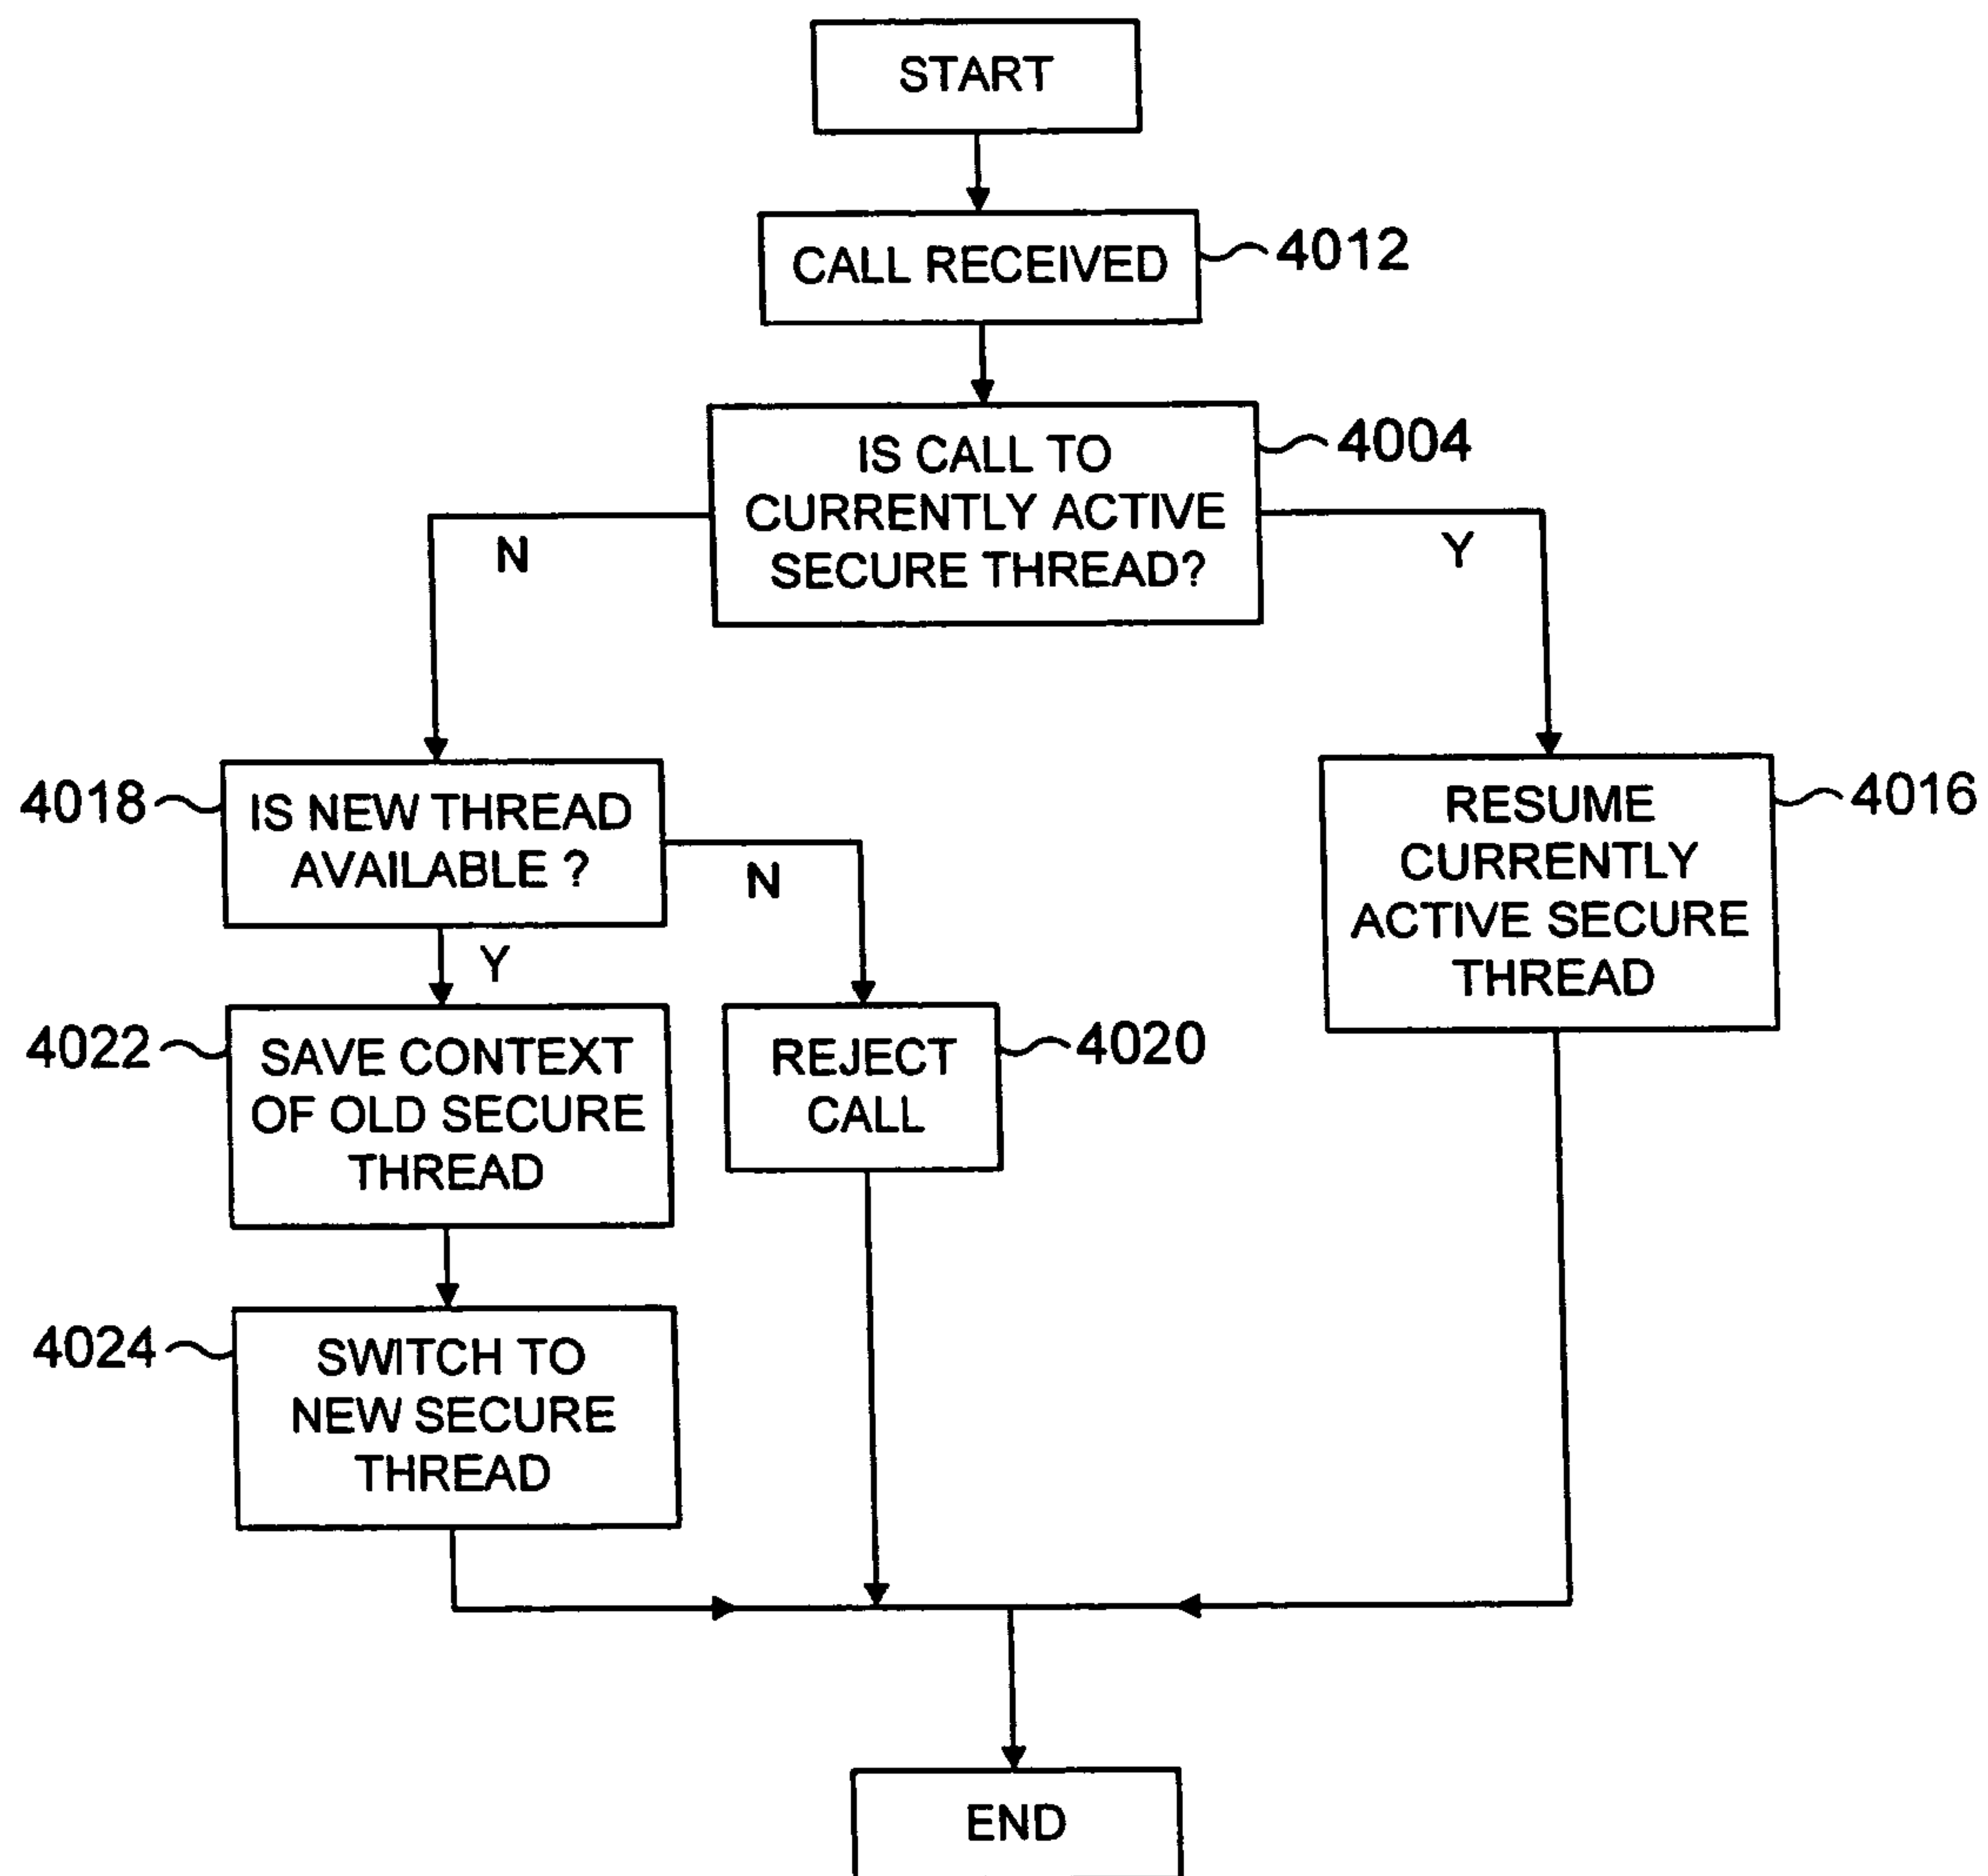 START
CALL RECEIVED
4012
IS CALL TO
CURRENTLY ACTIVE
SECURE THREAD?
4004
N
Y
4018
IS NEW THREAD
AVAILABLE ?
N
Y
RESUME
CURRENTLY
ACTIVE SECURE
THREAD
4016
4022
SAVE CONTEXT
OF OLD SECURE
THREAD
REJECT
CALL
4020
4024
SWITCH TO
NEW SECURE
THREAD
END